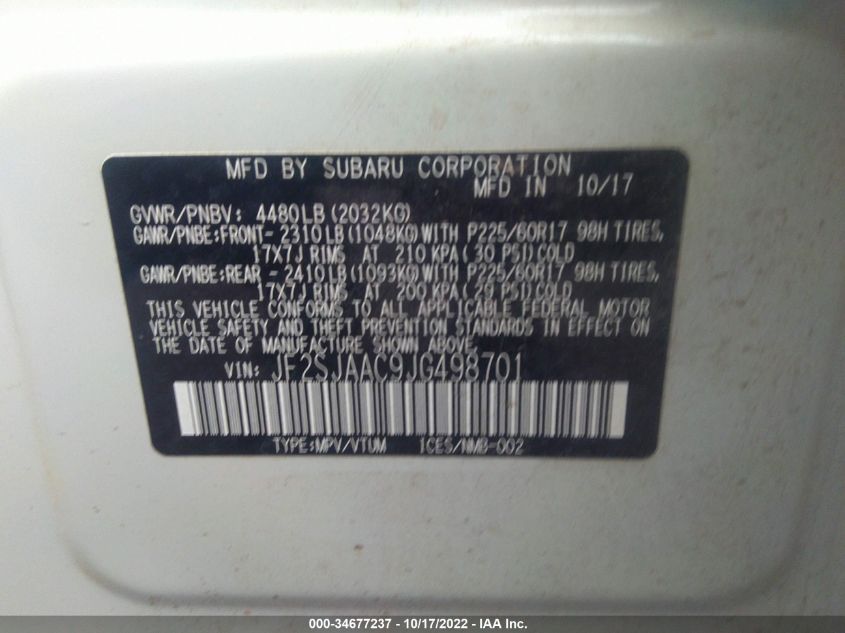 MFD BY SUBARU CORPORATION
MFD IN 10/17
GVWR/PNBV: 4480LB (2032KG)
GAWR/PNBE:FRONT- 2310LB (1048KG)WITH P225/60R17 98H TIRES,
17X7J RIMS AT 210 KPA( 30 PSI)COLD
GAWR/PNBE:REAR - 2410LB (1093KG)WITH P225/60R17 98H TIRES,
17X7J RIMS AT 200 KPA( 29 PSI)COLD
THIS VEHICLE CONFORMS TO ALL APPLICABLE FEDERAL MOTOR
VEHICLE SAFETY AND THEFT PREVENTION STANDARDS IN EFFECT ON
THE DATE OF MANUFACTURE SHOWN ABOVE.
VIN: JF2SJAAC9JG498701
TYPE:MPV/VTUM 1CES/NMB-002
000-34677237 - 10/17/2022 - IAA Inc.